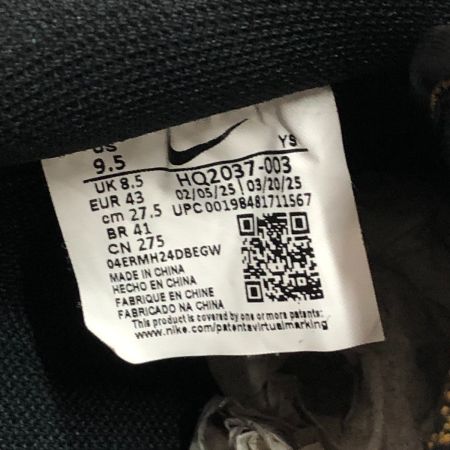 US YS
9.5
UK 8.5 HQ2037-003
EUR 43 02/05/25 03/20/25
cm 27.5 UPC 00198481711567
BR 41
CN 275
04ERMH24DBEGW
MADE IN CHINA
HECHO EN CHINA
FABRIQUE EN CHINE
FABRICADO NA CHINA
This product is covered by one or more patents:
www.nike.com/patentsvirtualmarking